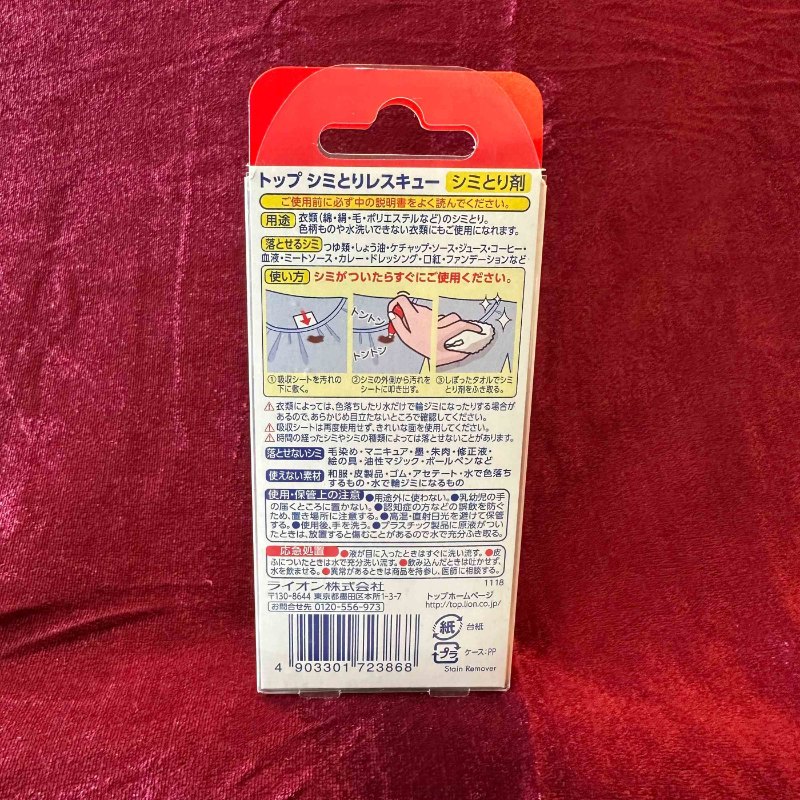 トップ シミとりレスキュー シミとり剤
ご使用前に必ず中の説明書をよく読んでください。
用途 衣類(綿・絹・毛・ポリエステルなど)のシミとり。
色柄ものや水洗いできない衣類にもご使用になれます。
落とせるシミ つゆ類・しょう油・ケチャップ・ソース・ジュース・コーヒー・
血液・ミートソース・カレー・ドレッシング・口紅・ファンデーションなど
使い方 シミがついたらすぐにご使用ください。
トントン
トントン
①吸収シートを汚れの
下に敷く。
②シミの外側から汚れを
シートに叩き出す。
③しぼったタオルでシミ
とり剤をふき取る。
⚠衣類によっては、色落ちしたり水だけで輪ジミになったりする場合が
あるので、あらかじめ目立たないところで確認してください。
⚠吸収シートは再度使用せず、きれいな面を使用してください。
⚠時間の経ったシミやシミの種類によっては落とせないことがあります。
落とせないシミ 毛染め・マニキュア・墨・朱肉・修正液・
絵の具・油性マジック・ボールペンなど
使えない素材 和服・皮製品・ゴム・アセテート・水で色落ち
するもの・水で輪ジミになるもの
使用・保管上の注意 ●用途外に使わない。●乳幼児の手
の届くところに置かない。●認知症の方などの誤飲を防ぐ
ため、置き場所に注意する。●高温・直射日光を避けて保管
する。●使用後、手を洗う。●プラスチック製品に原液がつい
たときは、放置すると傷むことがあるので水で充分ふき取る。
応急処置 ●液が目に入ったときはすぐに洗い流す。●皮
ふについたときは水で充分洗い流す。●飲み込んだときは吐かせず、
水を飲ませる。●異常があるときは商品を持参し、医師に相談する。
ライオン株式会社 1118
〒130-8644 東京都墨田区本所1-3-7 トップホームページ
お問合せ先 0120-556-973 http://top.lion.co.jp/
紙 台紙
プラ ケース:PP
4 903301 723868
Stain Remover